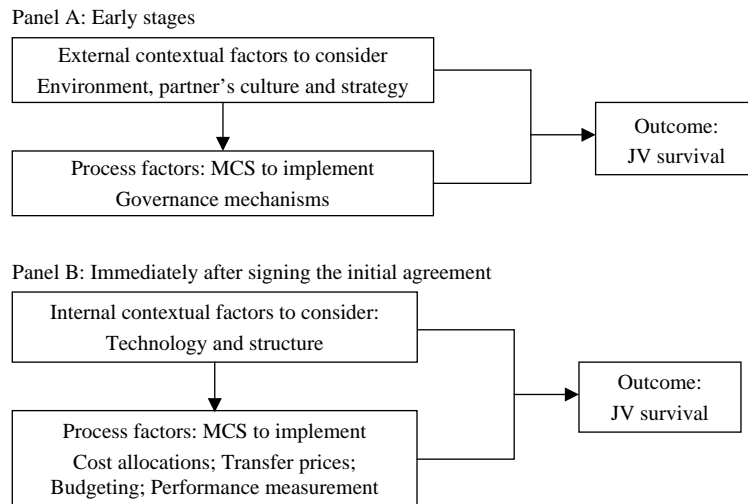 Panel A: Early stages
External contextual factors to consider
Environment, partner's culture and strategy
Process factors: MCS to implement
Governance mechanisms
Outcome:
JV survival
Panel B: Immediately after signing the initial agreement
Internal contextual factors to consider:
Technology and structure
Process factors: MCS to implement
Cost allocations; Transfer prices;
Budgeting; Performance measurement
Outcome:
JV survival